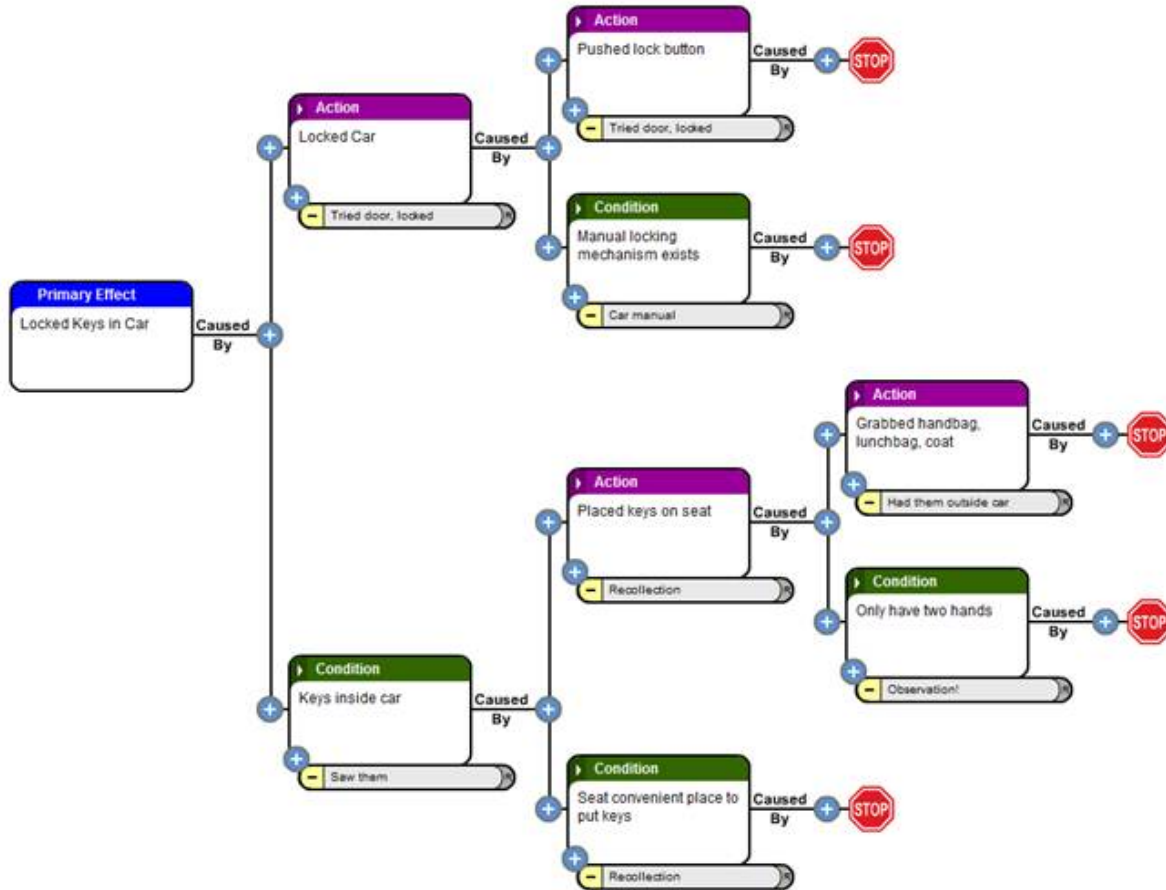 Action
Pushed lock button
Caused
By
STOP
Tried door, locked
Action
Locked Car
Caused
By
Tried door, locked
Condition
Manual locking
mechanism exists
Caused
By
STOP
Car manual
Primary Effect
Locked Keys in Car
Caused
By
Action
Grabbed handbag,
lunchbag, coat
Caused
By
STOP
Had them outside car
Action
Placed keys on seat
Caused
By
Recollection
Condition
Only have two hands
Caused
By
STOP
Observation!
Condition
Keys inside car
Caused
By
Saw them
Condition
Seat convenient place to
put keys
Caused
By
STOP
Recollection